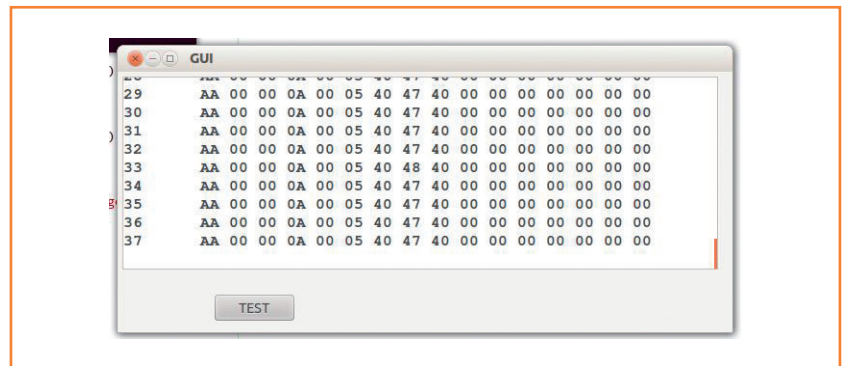 GUI
29 AA 00 00 0A 00 05 40 47 40 00 00 00 00 00 00 00
30 AA 00 00 0A 00 05 40 47 40 00 00 00 00 00 00 00
31 AA 00 00 0A 00 05 40 47 40 00 00 00 00 00 00 00
32 AA 00 00 0A 00 05 40 47 40 00 00 00 00 00 00 00
33 AA 00 00 0A 00 05 40 48 40 00 00 00 00 00 00 00
34 AA 00 00 0A 00 05 40 47 40 00 00 00 00 00 00 00
35 AA 00 00 0A 00 05 40 47 40 00 00 00 00 00 00 00
36 AA 00 00 0A 00 05 40 47 40 00 00 00 00 00 00 00
37 AA 00 00 0A 00 05 40 47 40 00 00 00 00 00 00 00
TEST